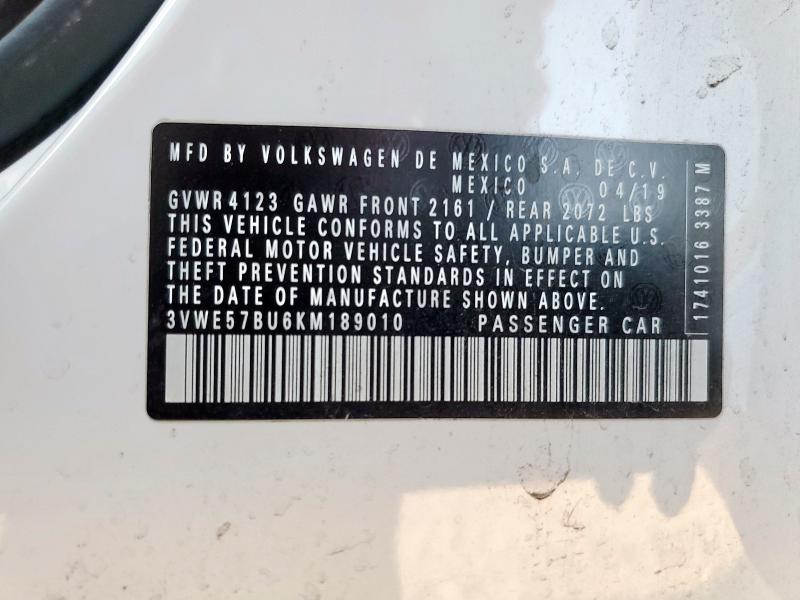 MFD BY VOLKSWAGEN DE MEXICO S.A. DE C.V.
MEXICO 04/19
GVWR 4123 GAWR FRONT 2161 / REAR 2072 LBS
THIS VEHICLE CONFORMS TO ALL APPLICABLE U.S.
FEDERAL MOTOR VEHICLE SAFETY, BUMPER AND
THEFT PREVENTION STANDARDS IN EFFECT ON
THE DATE OF MANUFACTURE SHOWN ABOVE.
3VWE57BU6KM189010 PASSENGER CAR
1741016 3387 M